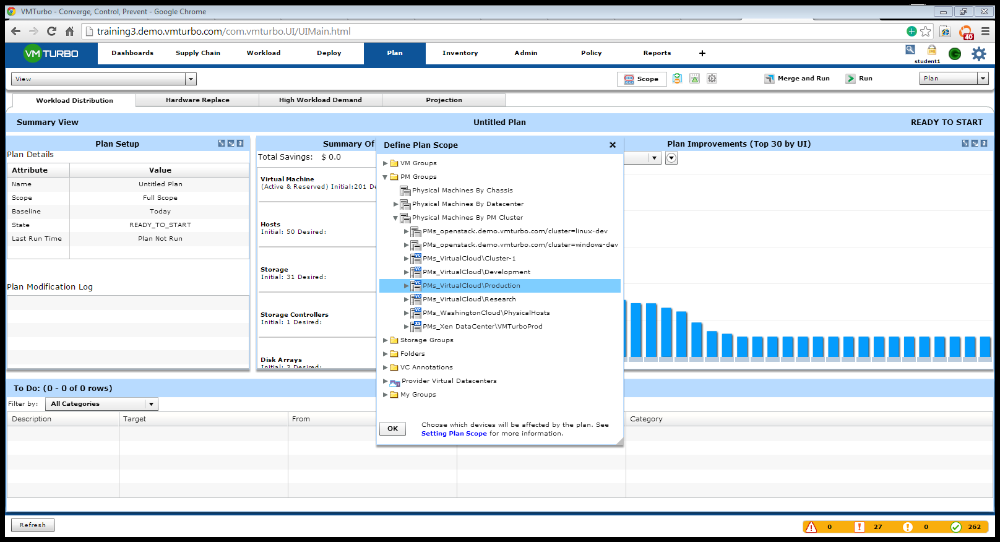 VMTurbo - Converge, Control, Prevent - Google Chrome
training3.demo.vmturbo.com/com.vmturbo.UI/UIMain.html
40
VMTURBO
Dashboards
Supply Chain
Workload
Deploy
Plan
Inventory
Admin
Policy
Reports
+
student1
View
Scope
Merge and Run
Run
Plan
Workload Distribution
Hardware Replace
High Workload Demand
Projection
Summary View
Untitled Plan
READY TO START
Plan Setup
Plan Details
Attribute Value
Name Untitled Plan
Scope Full Scope
Baseline Today
State READY_TO_START
Last Run Time Plan Not Run
Plan Modification Log
Summary Of
Total Savings: $ 0.0
Virtual Machine
(Active & Reserved) Initial:201 De
Hosts
Initial: 50 Desired:
Storage
Initial: 31 Desired:
Storage Controllers
Initial: 1 Desired:
Disk Arrays
Initial: 3 Desired:
Define Plan Scope
VM Groups
PM Groups
Physical Machines By Chassis
Physical Machines By Datacenter
Physical Machines By PM Cluster
PMs_openstack.demo.vmturbo.com/cluster=linux-dev
PMs_openstack.demo.vmturbo.com/cluster=windows-dev
VC PMs_VirtualCloud\Cluster-1
VC PMs_VirtualCloud\Development
VC PMs_VirtualCloud\Production
VC PMs_VirtualCloud\Research
VC PMs_WashingtonCloud\PhysicalHosts
XS PMs_Xen DataCenter\VMTurboProd
Storage Groups
Folders
VC Annotations
Provider Virtual Datacenters
My Groups
OK
Choose which devices will be affected by the plan. See
Setting Plan Scope for more information.
Plan Improvements (Top 30 by UI)
To Do: (0 - 0 of 0 rows)
Filter by: All Categories
Description Target From Category
Refresh
0 27 0 262